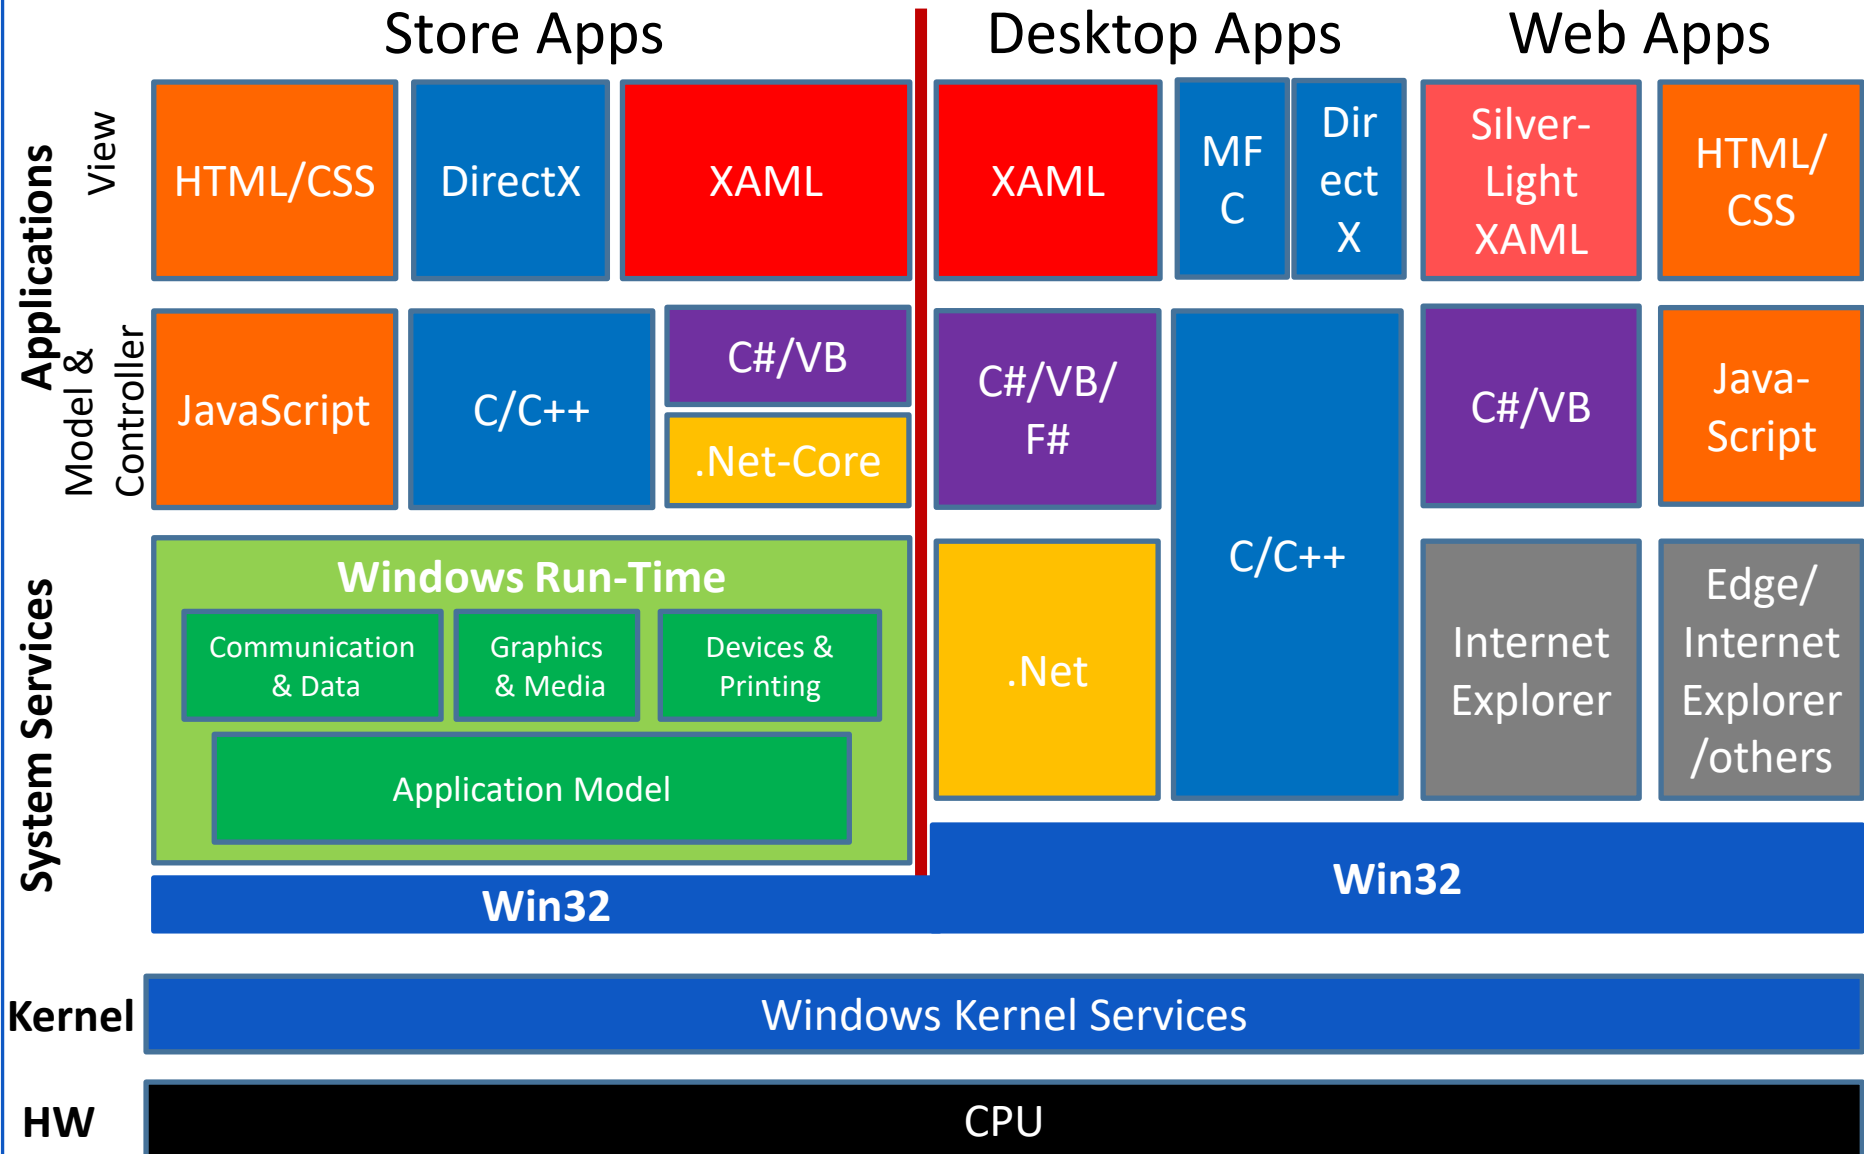 Store Apps
Desktop Apps
Web Apps
Applications
View
HTML/CSS
DirectX
XAML
XAML
MF
C
Dir
ect
X
Silver-
Light
XAML
HTML/
CSS
Model &
Controller
JavaScript
C/C++
C#/VB
.Net-Core
C#/VB/
F#
C/C++
C#/VB
Java-
Script
System Services
Windows Run-Time
Communication
& Data
Graphics
& Media
Devices &
Printing
Application Model
.Net
Internet
Explorer
Edge/
Internet
Explorer
/others
Win32
Win32
Kernel
Windows Kernel Services
HW
CPU